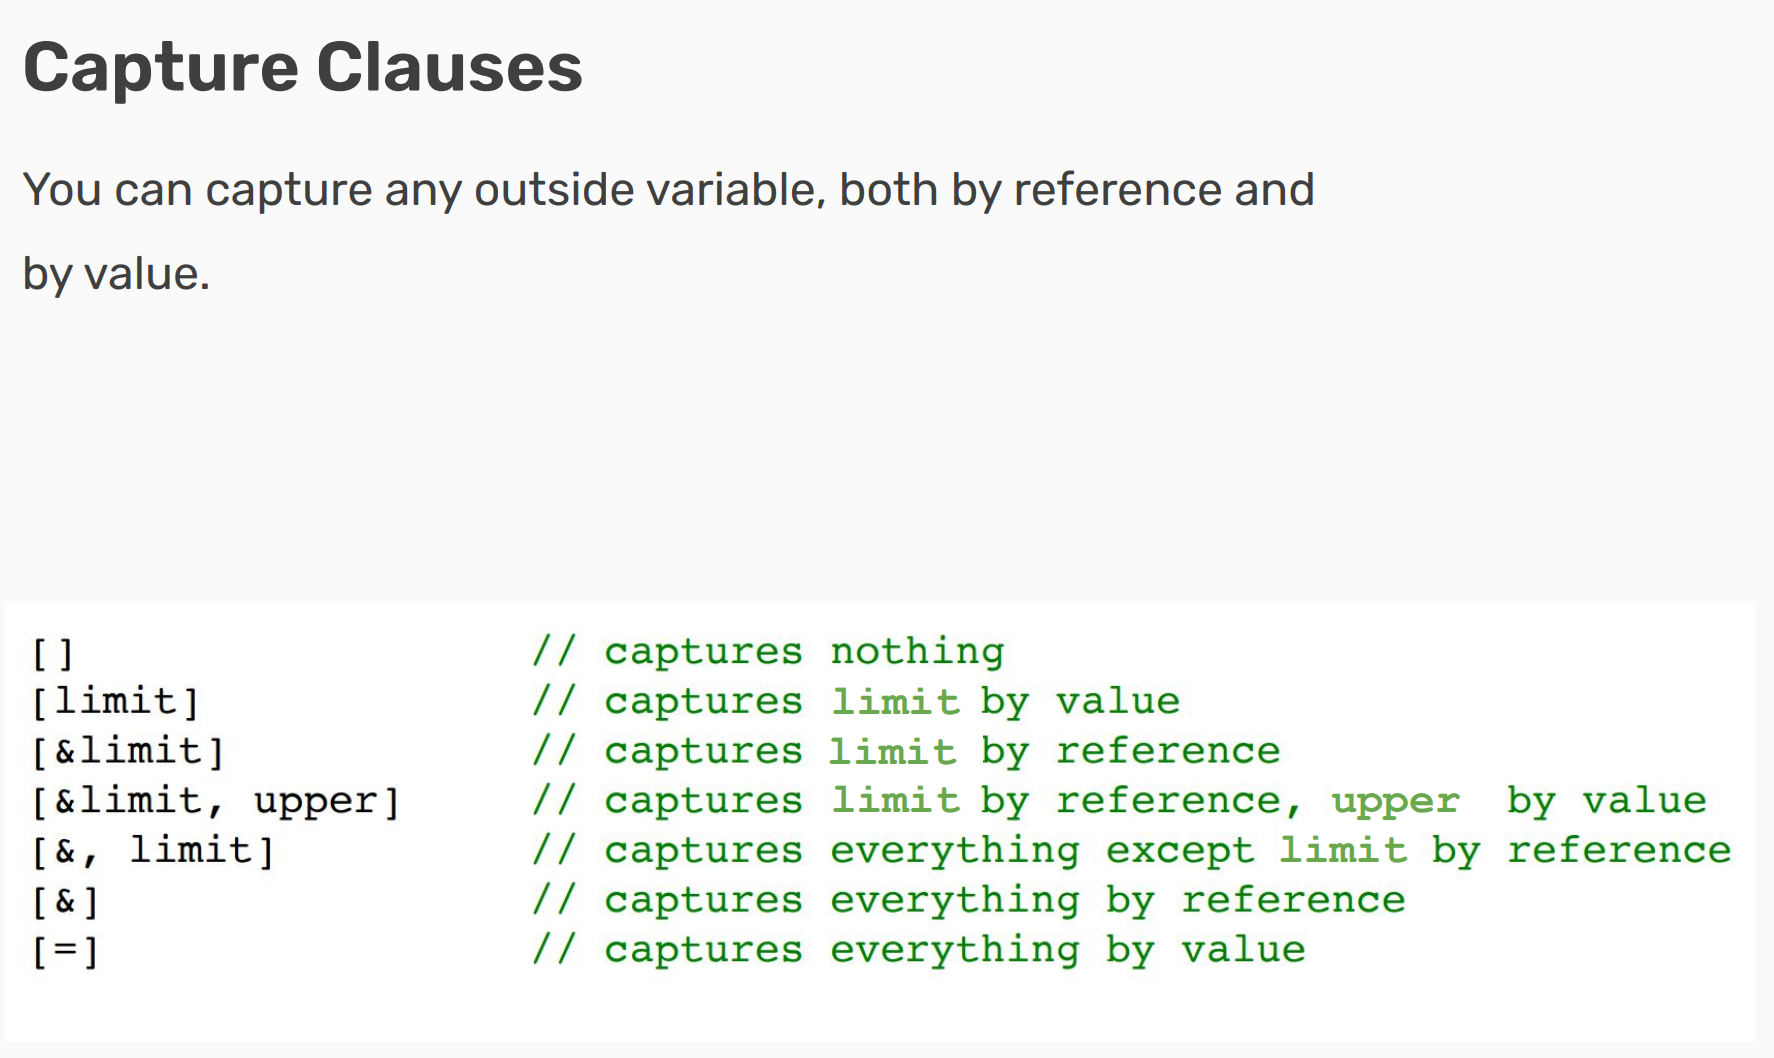 Capture Clauses
You can capture any outside variable, both by reference and
by value.
[] // captures nothing
[limit] // captures limit by value
[&limit] // captures limit by reference
[&limit, upper] // captures limit by reference, upper by value
[&, limit] // captures everything except limit by reference
[&] // captures everything by reference
[=] // captures everything by value